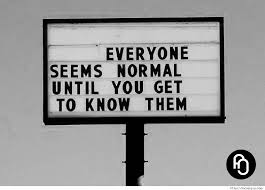 EVERYONE
SEEMS NORMAL
UNTIL YOU GET
TO KNOW THEM